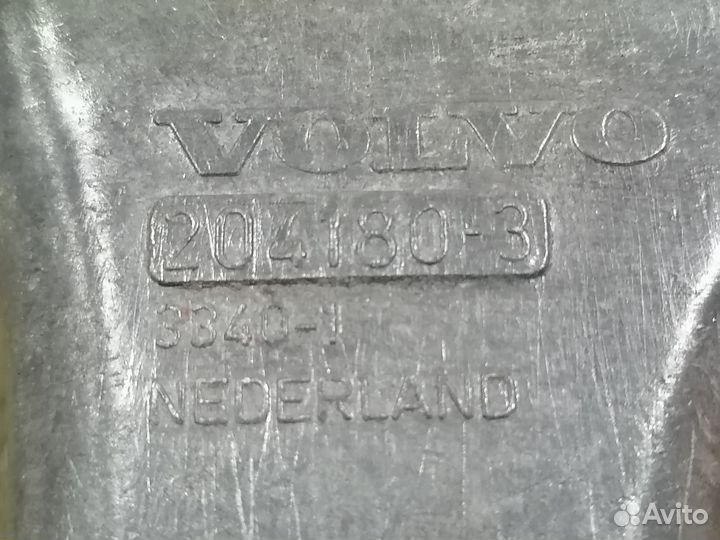 VOLVO
204180-3
3340-1
NEDERLAND
Avito